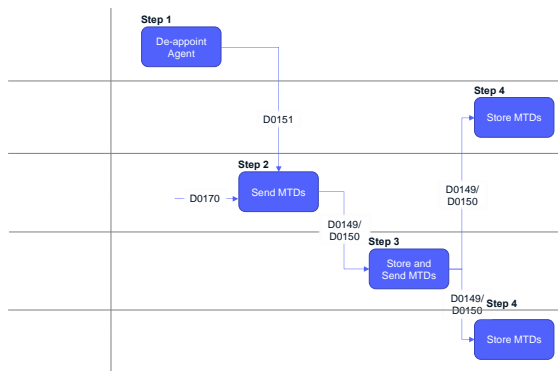 Step 1
De-appoint
Agent
Step 4
Store MTDs
D0151
Step 2
Send MTDs
D0170
D0149/
D0150
D0149/
D0150
Step 3
Store and
Send MTDs
D0149/
D0150
Step 4
Store MTDs